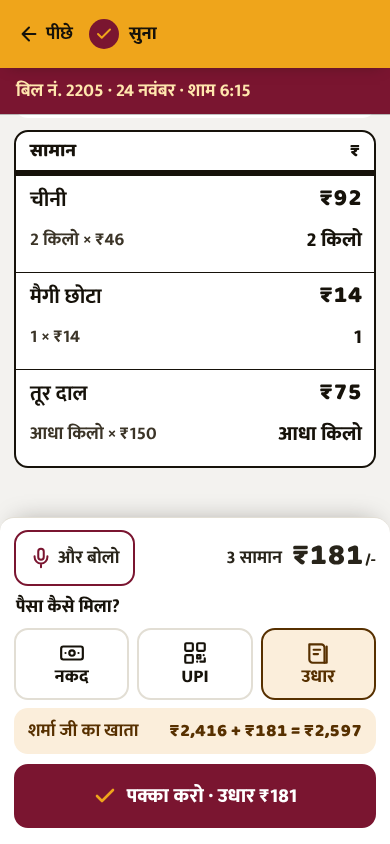 पीछे सुना
बिल नं. 2205 · 24 नवंबर · शाम 6:15
सामान ₹
चीनी ₹92
2 किलो × ₹46 2 किलो
मैगी छोटा ₹14
1 × ₹14 1
तूर दाल ₹75
आधा किलो × ₹150 आधा किलो
और बोलो 3 सामान ₹181/-
पैसा कैसे मिला?
नकद UPI उधार
शर्मा जी का खाता ₹2,416 + ₹181 = ₹2,597
पक्का करो · उधार ₹181